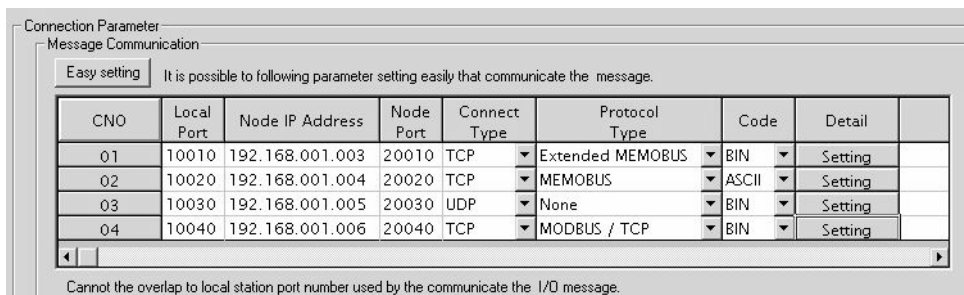 Connection Parameter
Message Communication
Easy setting It is possible to following parameter setting easily that communicate the message.
CNO Local Port Node IP Address Node Port Connect Type Protocol Type Code Detail
01 10010 192.168.001.003 20010 TCP Extended MEMOBUS BIN Setting
02 10020 192.168.001.004 20020 TCP MEMOBUS ASCII Setting
03 10030 192.168.001.005 20030 UDP None BIN Setting
04 10040 192.168.001.006 20040 TCP MODBUS / TCP BIN Setting
Cannot the overlap to local station port number used by the communicate the I/O message.